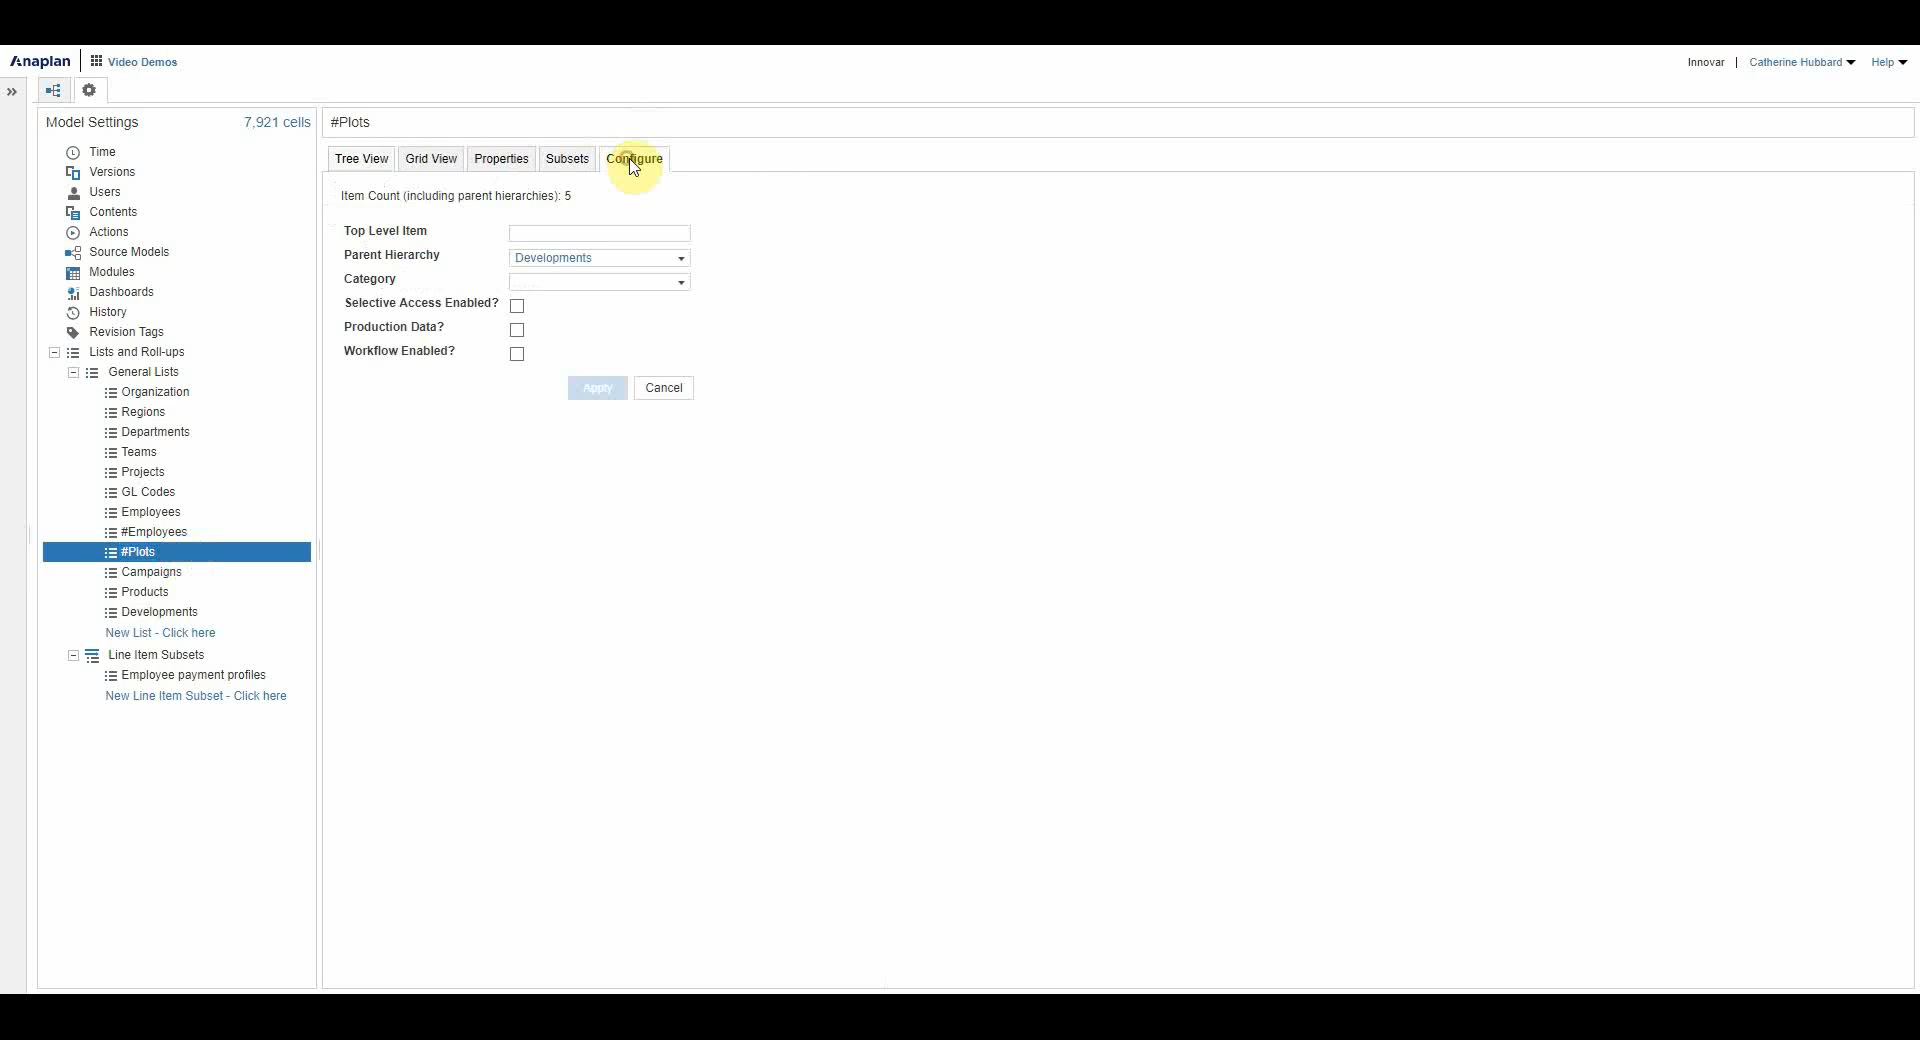 Anaplan
Video Demos
Innovar
Catherine Hubbard
Help
Model Settings
7,921 cells
Time
Versions
Users
Contents
Actions
Source Models
Modules
Dashboards
History
Revision Tags
Lists and Roll-ups
General Lists
Organization
Regions
Departments
Teams
Projects
GL Codes
Employees
#Employees
#Plots
Campaigns
Products
Developments
New List - Click here
Line Item Subsets
Employee payment profiles
New Line Item Subset - Click here
#Plots
Tree View
Grid View
Properties
Subsets
Configure
Item Count (including parent hierarchies): 5
Top Level Item
Parent Hierarchy
Developments
Category
Selective Access Enabled?
Production Data?
Workflow Enabled?
Apply
Cancel